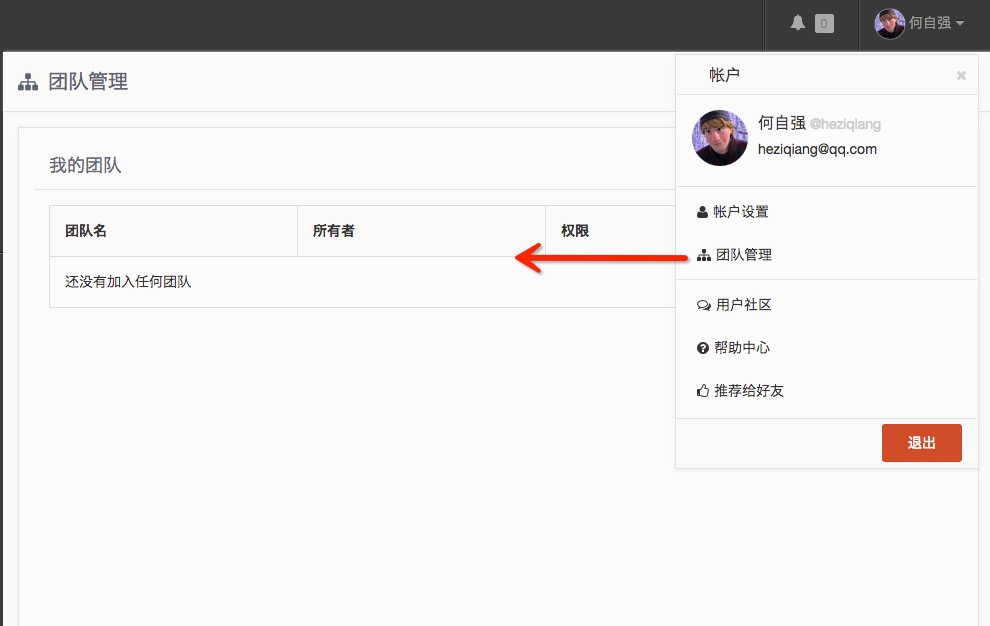 0
何自强
团队管理
帐户
×
何自强 @heziqiang
heziqiang@qq.com
我的团队
团队名
所有者
权限
还没有加入任何团队
帐户设置
团队管理
用户社区
帮助中心
推荐给好友
退出